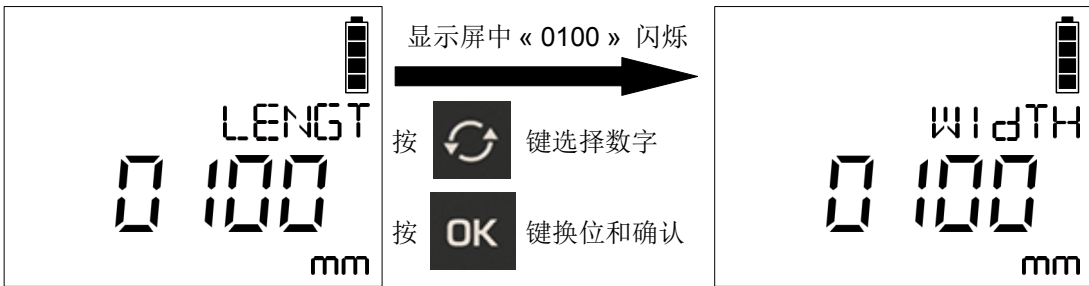 LENGT
0100
mm
显示屏中 « 0100 » 闪烁
按 键选择数字
按 OK 键换位和确认
WIdTH
0100
mm